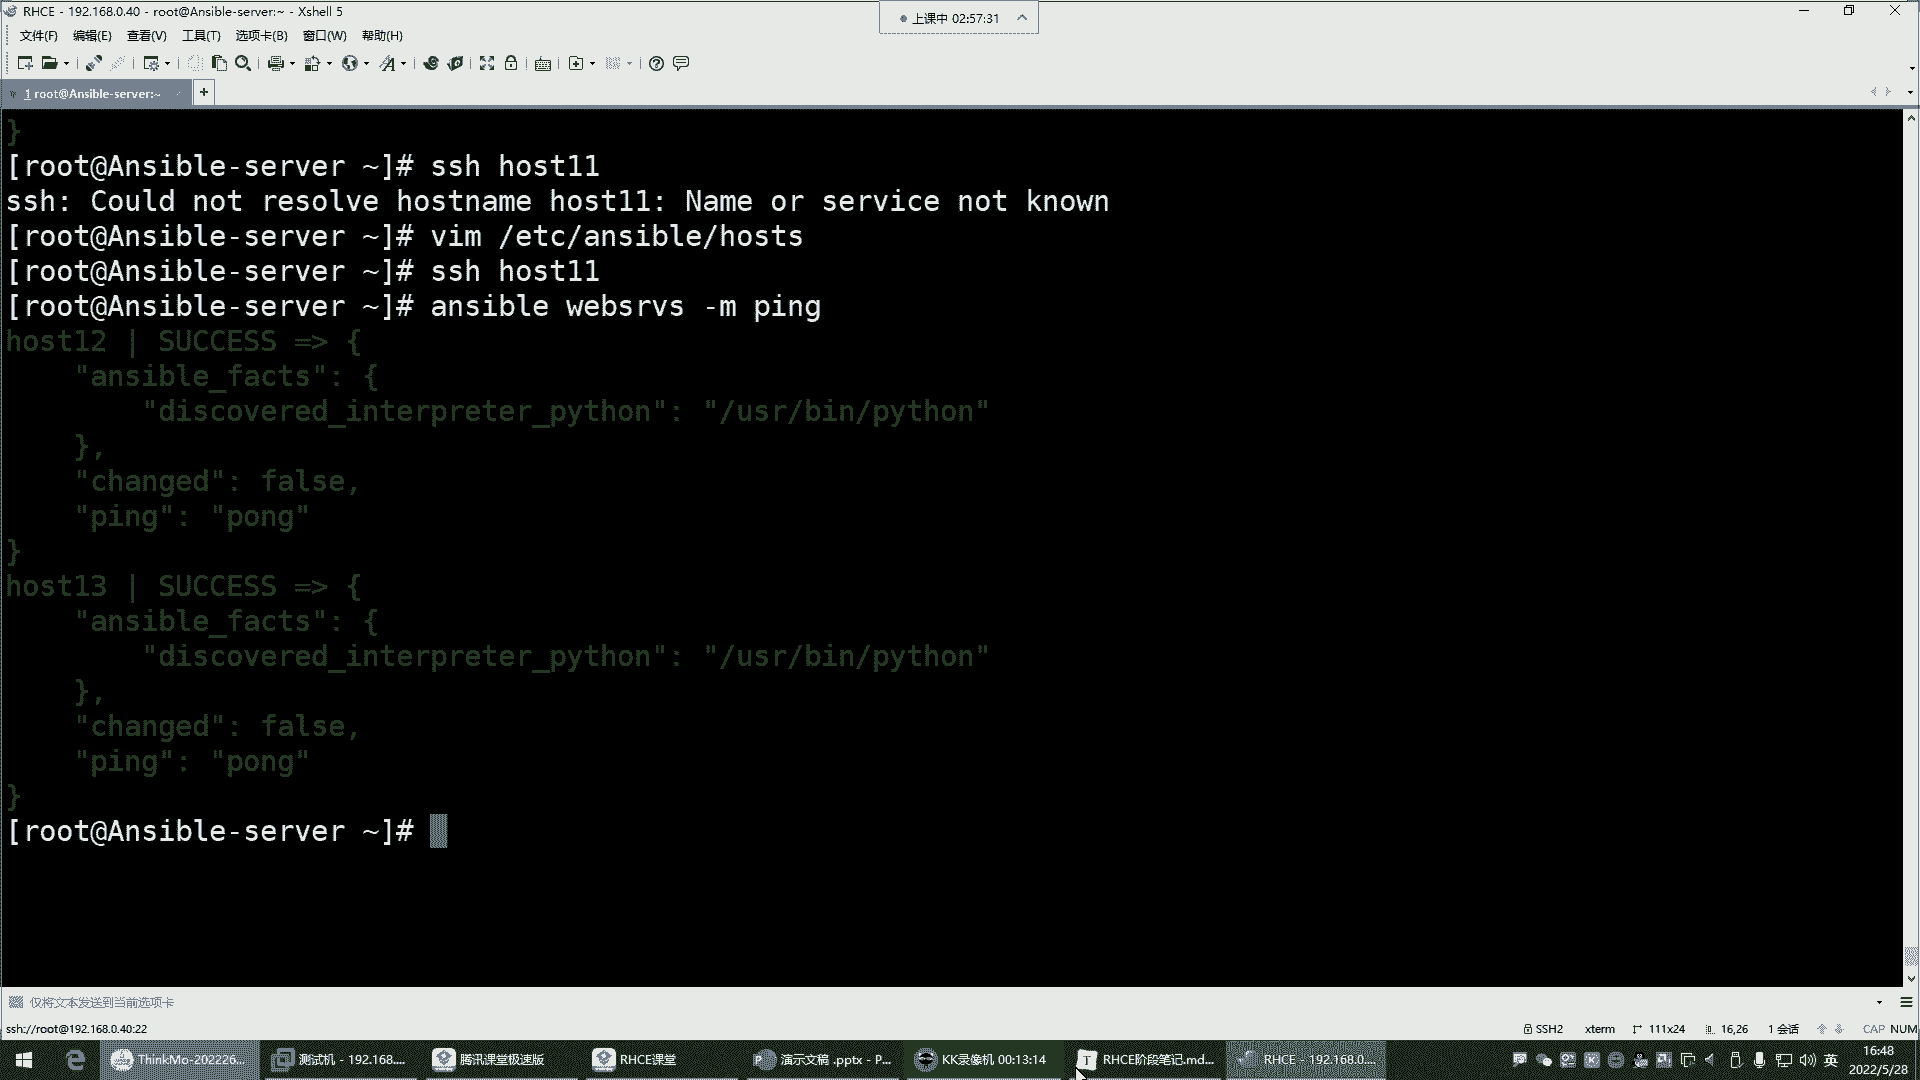 RHCE - 192.168.0.40 - root@Ansible-server:~ - Xshell 5
上课中 02:57:31
文件(F) 编辑(E) 查看(V) 工具(T) 选项卡(B) 窗口(W) 帮助(H)
1 root@Ansible-server:~
}
[root@Ansible-server ~]# ssh host11
ssh: Could not resolve hostname host11: Name or service not known
[root@Ansible-server ~]# vim /etc/ansible/hosts
[root@Ansible-server ~]# ssh host11
[root@Ansible-server ~]# ansible websrvs -m ping
host12 | SUCCESS => {
    "ansible_facts": {
        "discovered_interpreter_python": "/usr/bin/python"
    },
    "changed": false,
    "ping": "pong"
}
host13 | SUCCESS => {
    "ansible_facts": {
        "discovered_interpreter_python": "/usr/bin/python"
    },
    "changed": false,
    "ping": "pong"
}
[root@Ansible-server ~]#
仅将文本发送到当前选项卡
ssh://root@192.168.0.40:22 SSH2 xterm 111x24 16,26 1 会话 CAP NUM
ThinkMo-202226... 测试机 - 192.168.... 腾讯课堂极速版 RHCE课堂 演示文稿 .pptx - P... KK录像机 00:13:14 RHCE阶段笔记.md... RHCE - 192.168.0.... 英 16:48
2022/5/28